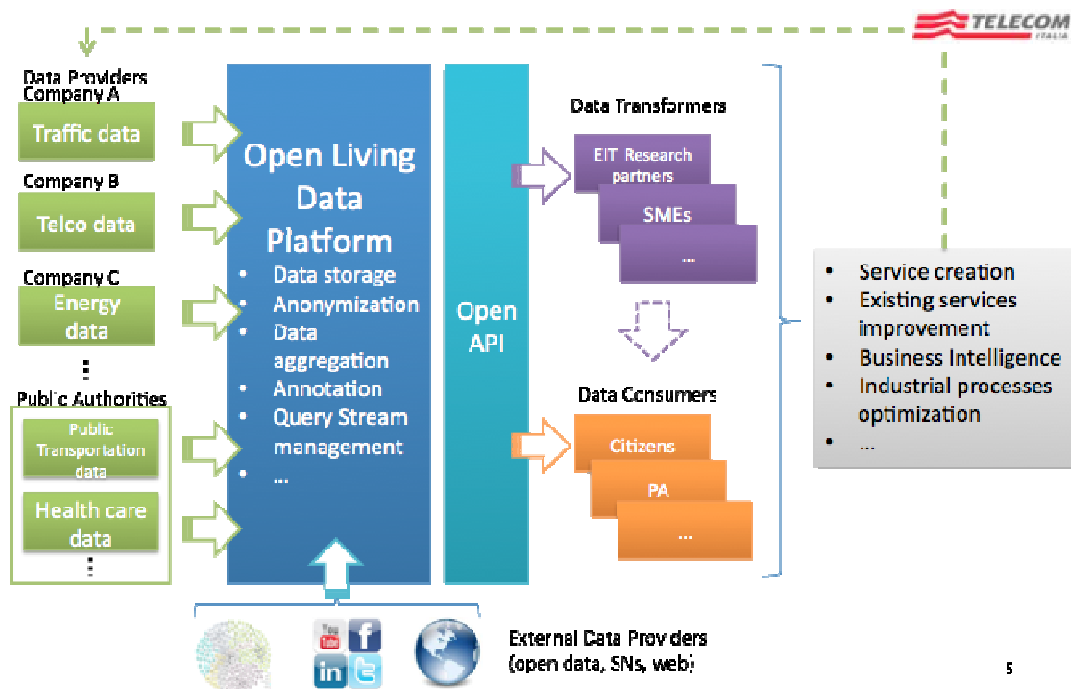 TELECOM
ITALIA
Data Providers
Company A
Traffic data
Company B
Telco data
Company C
Energy
data
⋮
Public Authorities
Public
Transportation
data
Health care
data
⋮
Open Living
Data
Platform
• Data storage
• Anonymization
• Data
aggregation
• Annotation
• Query Stream
management
• ...
Open
API
Data Transformers
EIT Research
partners
SMEs
...
Data Consumers
Citizens
PA
...
• Service creation
• Existing services
improvement
• Business Intelligence
• Industrial processes
optimization
• ...
You
Tube
f
in
t
External Data Providers
(open data, SNs, web)
5